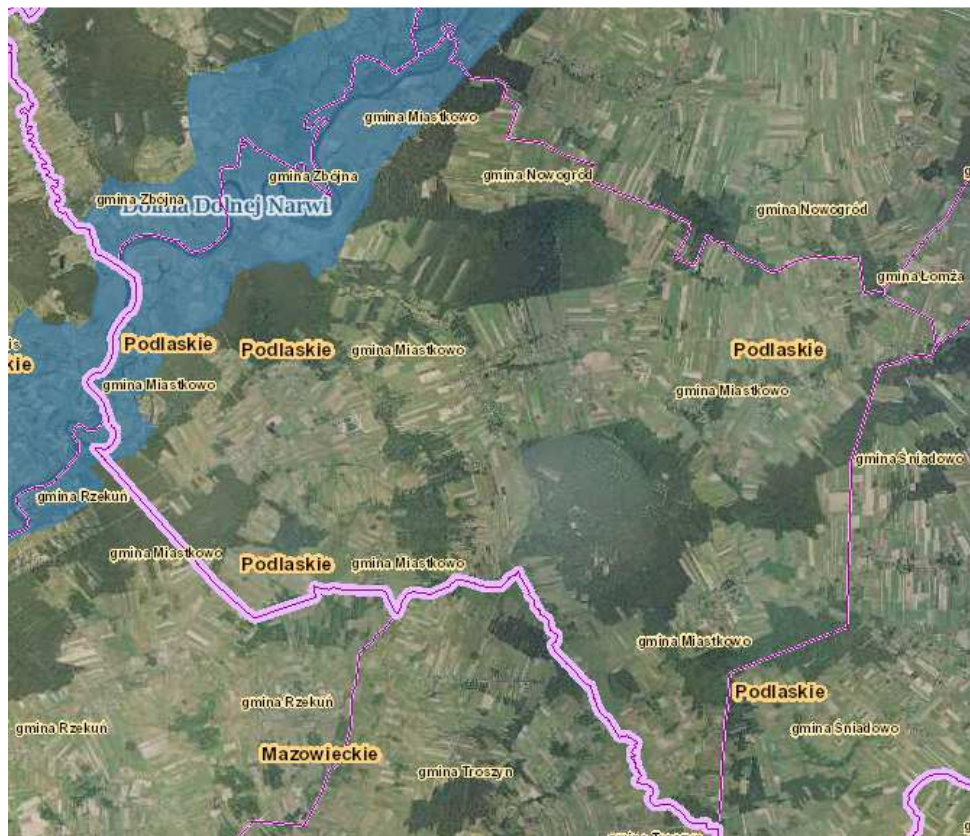 gmina Miastkowo
gmina Nowogród
gmina Zbójna
gmina Zbójna
Dolina Dolnej Narwi
gmina Nowogród
gmina Łomża
Podlaskie
Podlaskie
gmina Miastkowo
Podlaskie
gmina Miastkowo
gmina Miastkowo
gmina Śniadowo
gmina Rzekuń
gmina Miastkowo
Podlaskie
gmina Miastkowo
gmina Miastkowo
Podlaskie
gmina Rzekuń
gmina Rzekuń
gmina Śniadowo
Mazowieckie
gmina Troszyn